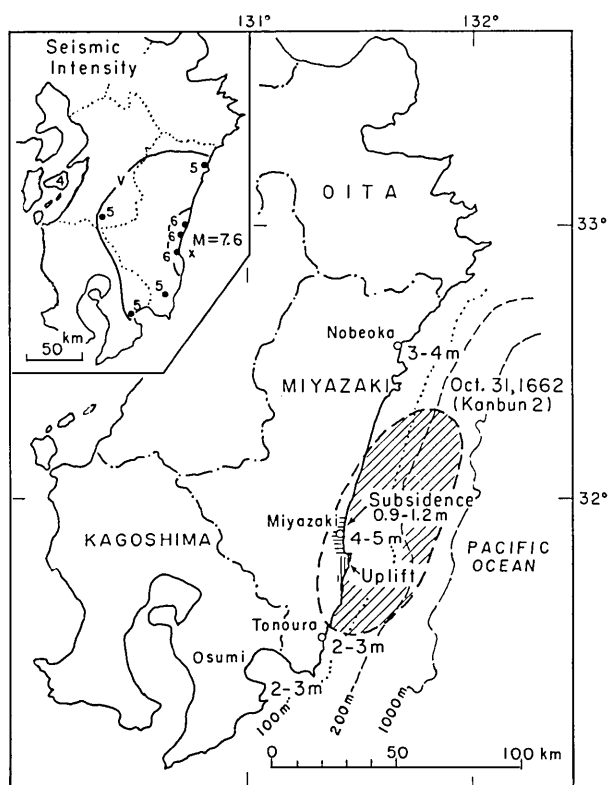 131°
132°
Seismic
Intensity
4
V
5
5
6
6
M=7.6
6
x
5
5
km
50
OITA
33°
Nobeoka
3-4m
MIYAZAKI
Oct. 31, 1662
(Kanbun 2)
32°
Subsidence
0.9-1.2m
Miyazaki
4-5m
KAGOSHIMA
PACIFIC
OCEAN
Uplift
Tonoura
2-3m
Osumi
2-3m
100m
200m
1000m
0 50 100 km
131°